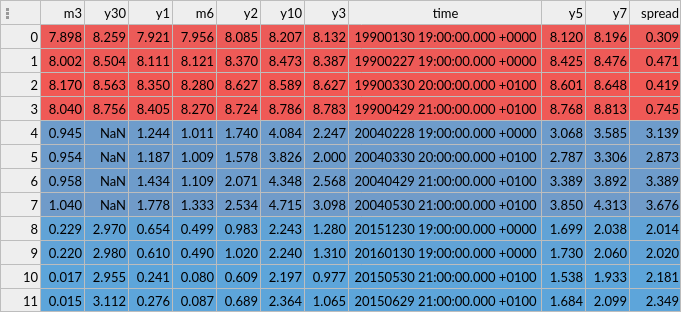 m3 y30 y1 m6 y2 y10 y3 time y5 y7 spread
0 7.898 8.259 7.921 7.956 8.085 8.207 8.132 19900130 19:00:00.000 +0000 8.120 8.196 0.309
1 8.002 8.504 8.111 8.121 8.370 8.473 8.387 19900227 19:00:00.000 +0000 8.425 8.476 0.471
2 8.170 8.563 8.350 8.280 8.627 8.589 8.627 19900330 20:00:00.000 +0100 8.601 8.648 0.419
3 8.040 8.756 8.405 8.270 8.724 8.786 8.783 19900429 21:00:00.000 +0100 8.768 8.813 0.745
4 0.945 NaN 1.244 1.011 1.740 4.084 2.247 20040228 19:00:00.000 +0000 3.068 3.585 3.139
5 0.954 NaN 1.187 1.009 1.578 3.826 2.000 20040330 20:00:00.000 +0100 2.787 3.306 2.873
6 0.958 NaN 1.434 1.109 2.071 4.348 2.568 20040429 21:00:00.000 +0100 3.389 3.892 3.389
7 1.040 NaN 1.778 1.333 2.534 4.715 3.098 20040530 21:00:00.000 +0100 3.850 4.313 3.676
8 0.229 2.970 0.654 0.499 0.983 2.243 1.280 20151230 19:00:00.000 +0000 1.699 2.038 2.014
9 0.220 2.980 0.610 0.490 1.020 2.240 1.310 20160130 19:00:00.000 +0000 1.730 2.060 2.020
10 0.017 2.955 0.241 0.080 0.609 2.197 0.977 20150530 21:00:00.000 +0100 1.538 1.933 2.181
11 0.015 3.112 0.276 0.087 0.689 2.364 1.065 20150629 21:00:00.000 +0100 1.684 2.099 2.349